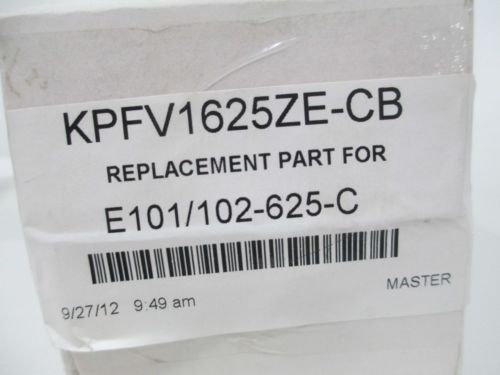 KPFV1625ZE-CB
REPLACEMENT PART FOR
E101/102-625-C
9/27/12 9:49 am
MASTER